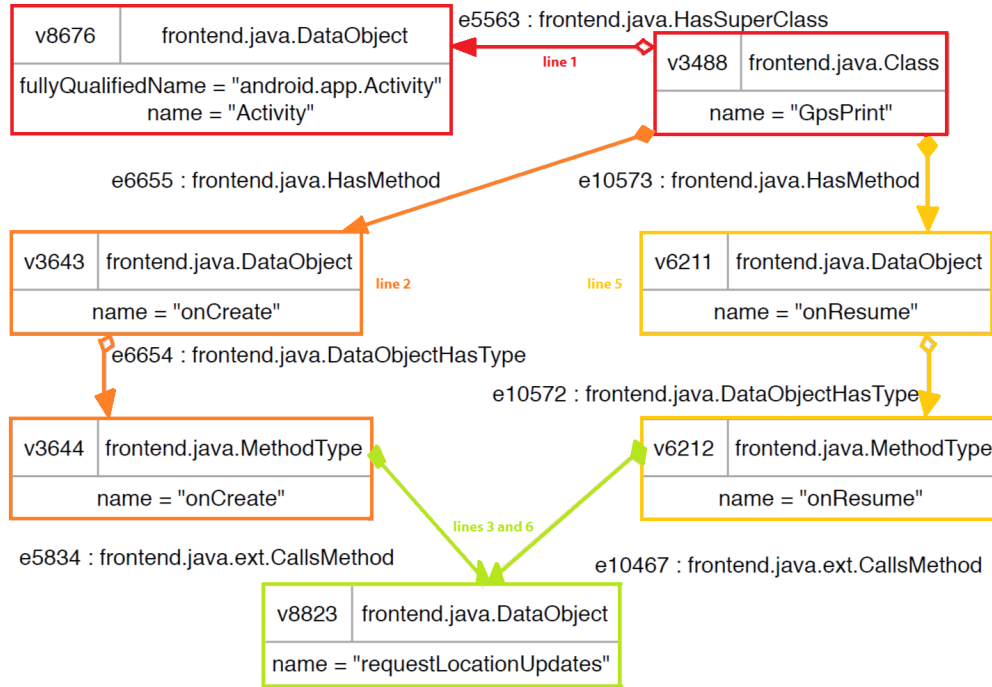 e5563 : frontend.java.HasSuperClass
v8676 frontend.java.DataObject
fullyQualifiedName = "android.app.Activity"
name = "Activity"
line 1
v3488 frontend.java.Class
name = "GpsPrint"
e6655 : frontend.java.HasMethod
e10573 : frontend.java.HasMethod
v3643 frontend.java.DataObject
name = "onCreate"
line 2
line 5
v6211 frontend.java.DataObject
name = "onResume"
e6654 : frontend.java.DataObjectHasType
e10572 : frontend.java.DataObjectHasType
v3644 frontend.java.MethodType
name = "onCreate"
v6212 frontend.java.MethodType
name = "onResume"
lines 3 and 6
e5834 : frontend.java.ext.CallsMethod
e10467 : frontend.java.ext.CallsMethod
v8823 frontend.java.DataObject
name = "requestLocationUpdates"